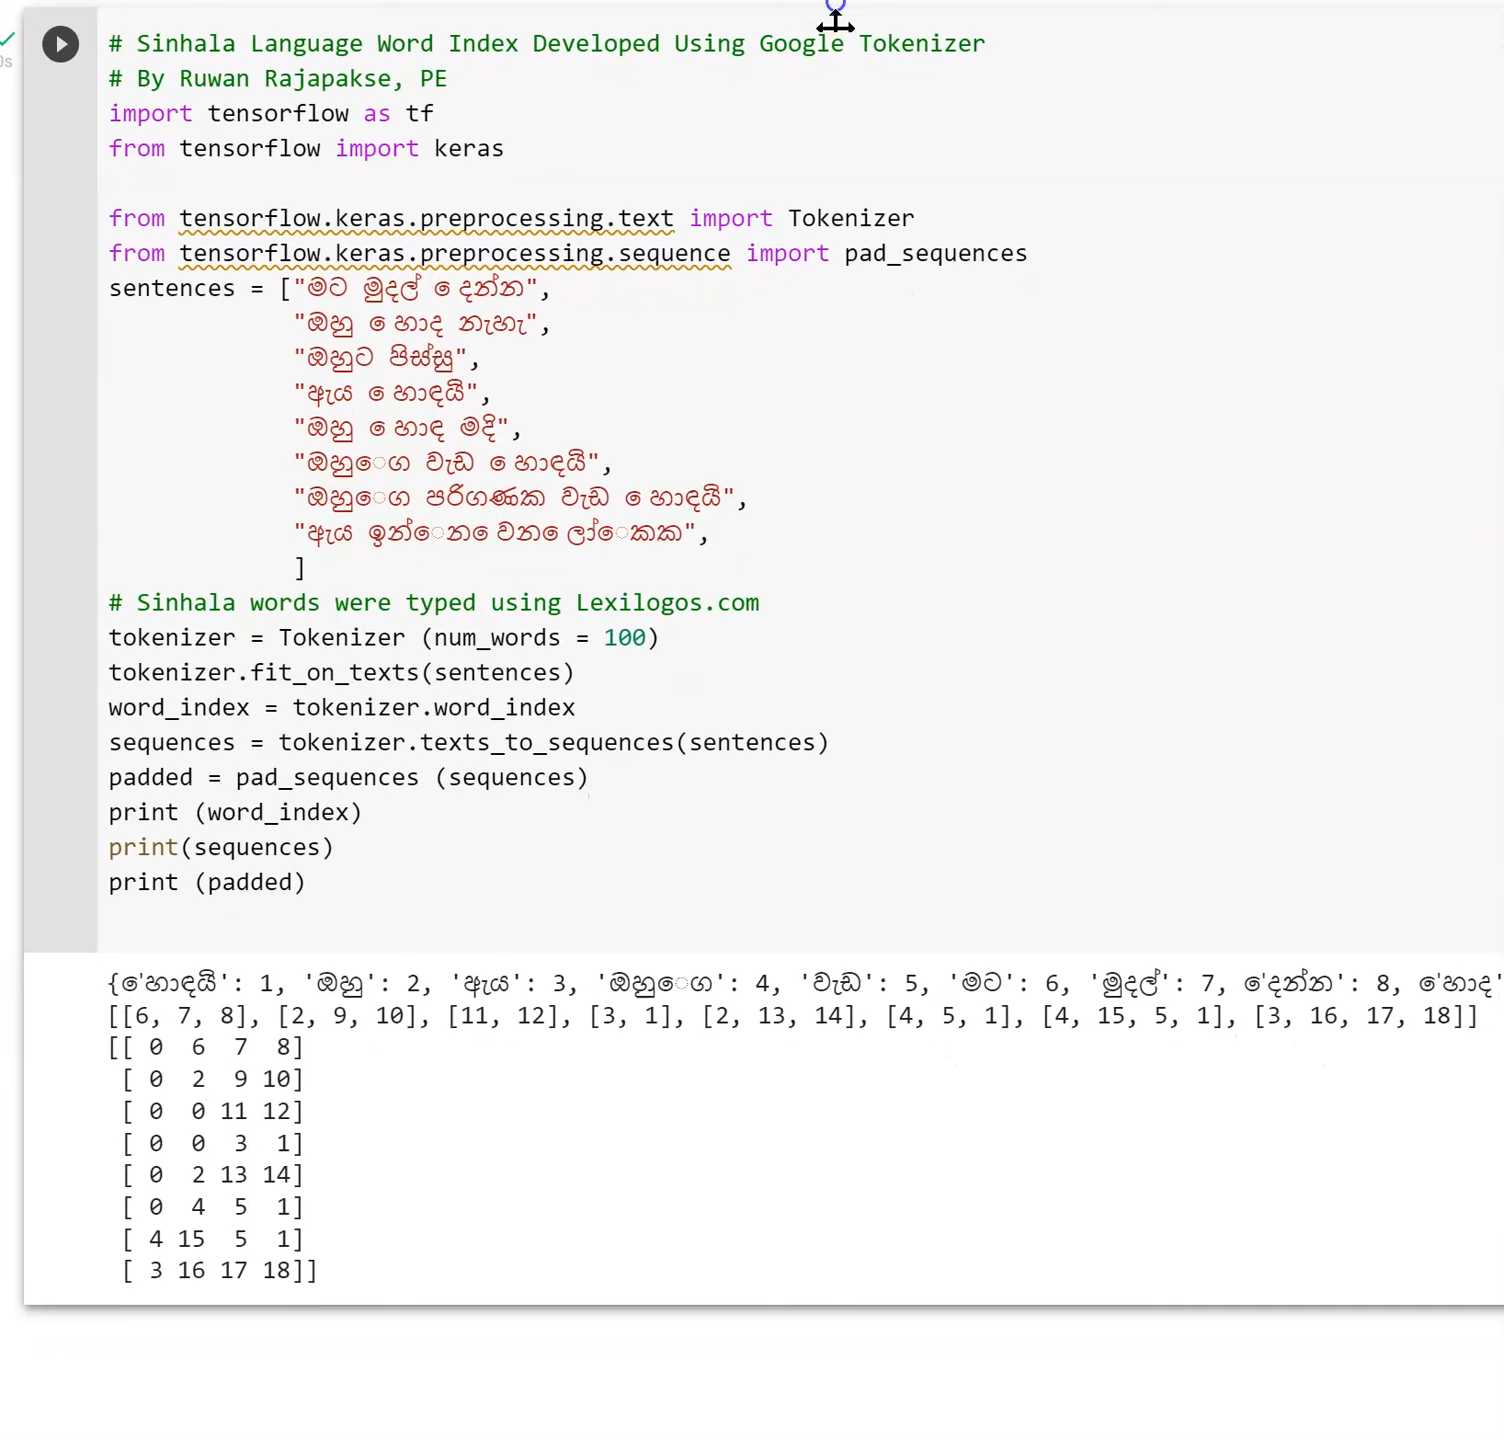 # Sinhala Language Word Index Developed Using Google Tokenizer
# By Ruwan Rajapakse, PE
import tensorflow as tf
from tensorflow import keras
from tensorflow.keras.preprocessing.text import Tokenizer
from tensorflow.keras.preprocessing.sequence import pad_sequences
sentences = ["මට මුදල් ෙදන්න",
"ඔහු ෙහාද නැහැ",
"ඔහුට පිස්සු",
"ඇය ෙහාඳයි",
"ඔහු ෙහාඳ මදි",
"ඔහුෙග වැඩ ෙහාඳයි",
"ඔහුෙග පරිගණක වැඩ ෙහාඳයි",
"ඇය ඉන්ෙන ෙවන ෙලා්ෙකක",
]
# Sinhala words were typed using Lexilogos.com
tokenizer = Tokenizer (num_words = 100)
tokenizer.fit_on_texts(sentences)
word_index = tokenizer.word_index
sequences = tokenizer.texts_to_sequences(sentences)
padded = pad_sequences (sequences)
print (word_index)
print(sequences)
print (padded)
{'ෙහාඳයි': 1, 'ඔහු': 2, 'ඇය': 3, 'ඔහුෙග': 4, 'වැඩ': 5, 'මට': 6, 'මුදල්': 7, 'ෙදන්න': 8, 'ෙහාද'
[[6, 7, 8], [2, 9, 10], [11, 12], [3, 1], [2, 13, 14], [4, 5, 1], [4, 15, 5, 1], [3, 16, 17, 18]]
[[ 0 6 7 8]
[ 0 2 9 10]
[ 0 0 11 12]
[ 0 0 3 1]
[ 0 2 13 14]
[ 0 4 5 1]
[ 4 15 5 1]
[ 3 16 17 18]]